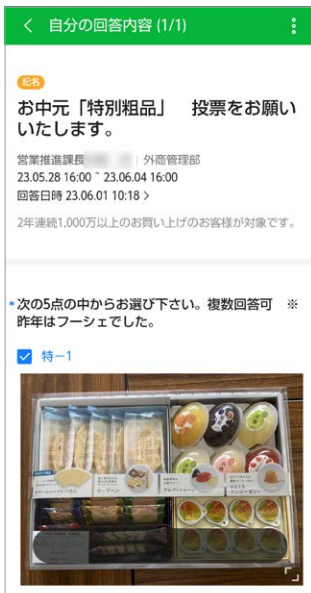 自分の回答内容 (1/1)
記名
お中元「特別粗品」　投票をお願い
いたします。
営業推進課長 | 外商管理部
23.05.28 16:00 ~ 23.06.04 16:00
回答日時 23.06.01 10:18 >
2年連続1,000万以上のお買い上げのお客様が対象です。
*次の5点の中からお選び下さい。複数回答可　※
昨年はフーシェでした。
特－1